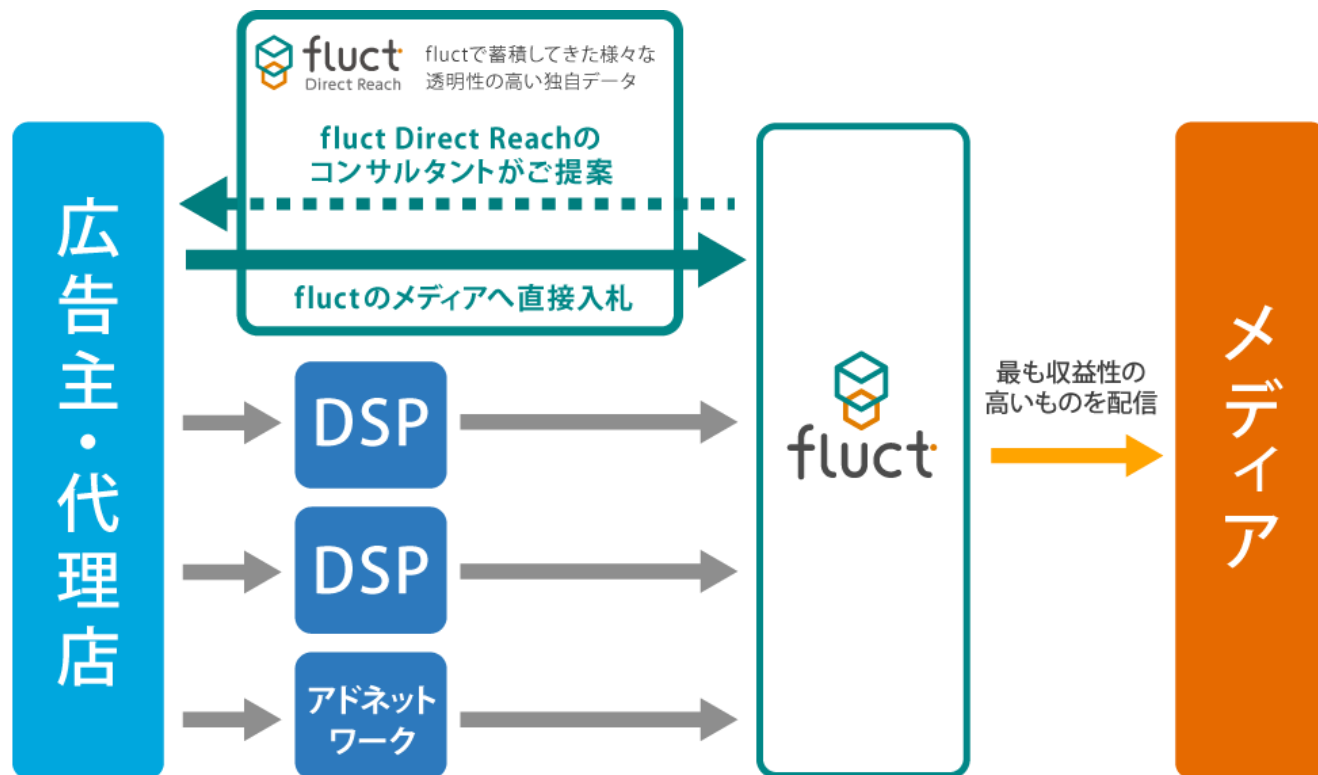 fluct
Direct Reach
fluctで蓄積してきた様々な
透明性の高い独自データ
fluct Direct Reachの
コンサルタントがご提案
fluctのメディアへ直接入札
広告主・代理店
DSP
DSP
アドネット
ワーク
fluct
最も収益性の
高いものを配信
メディア